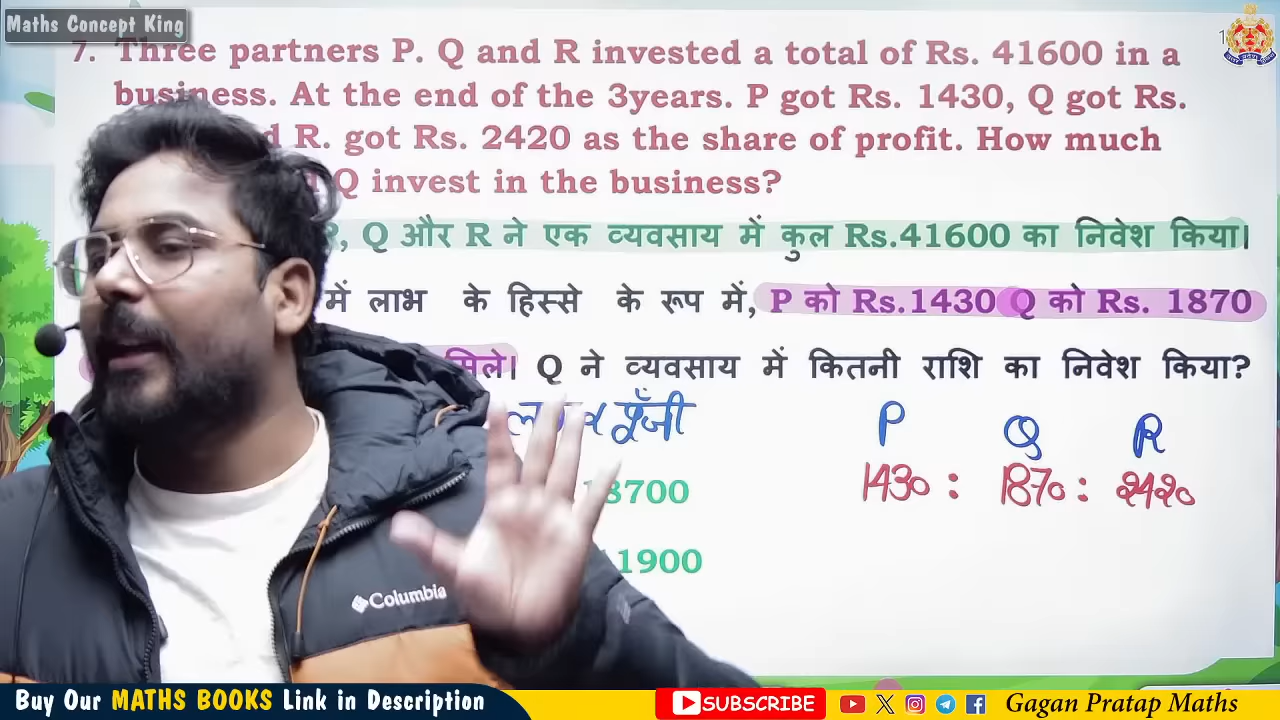 Maths Concept King
7. Three partners P. Q and R invested a total of Rs. 41600 in a
business. At the end of the 3years. P got Rs. 1430, Q got Rs.
R. got Rs. 2420 as the share of profit. How much
Q invest in the business?
Q और R ने एक व्यवसाय में कुल Rs.41600 का निवेश किया।
में लाभ के हिस्से के रूप में, P को Rs.1430 Q को Rs. 1870
मिले। Q ने व्यवसाय में कितनी राशि का निवेश किया?
पूँजी P Q R
1430 : 1870 : 2420
8700
1900
Columbia
Buy Our MATHS BOOKS Link in Description
SUBSCRIBE
Gagan Pratap Maths